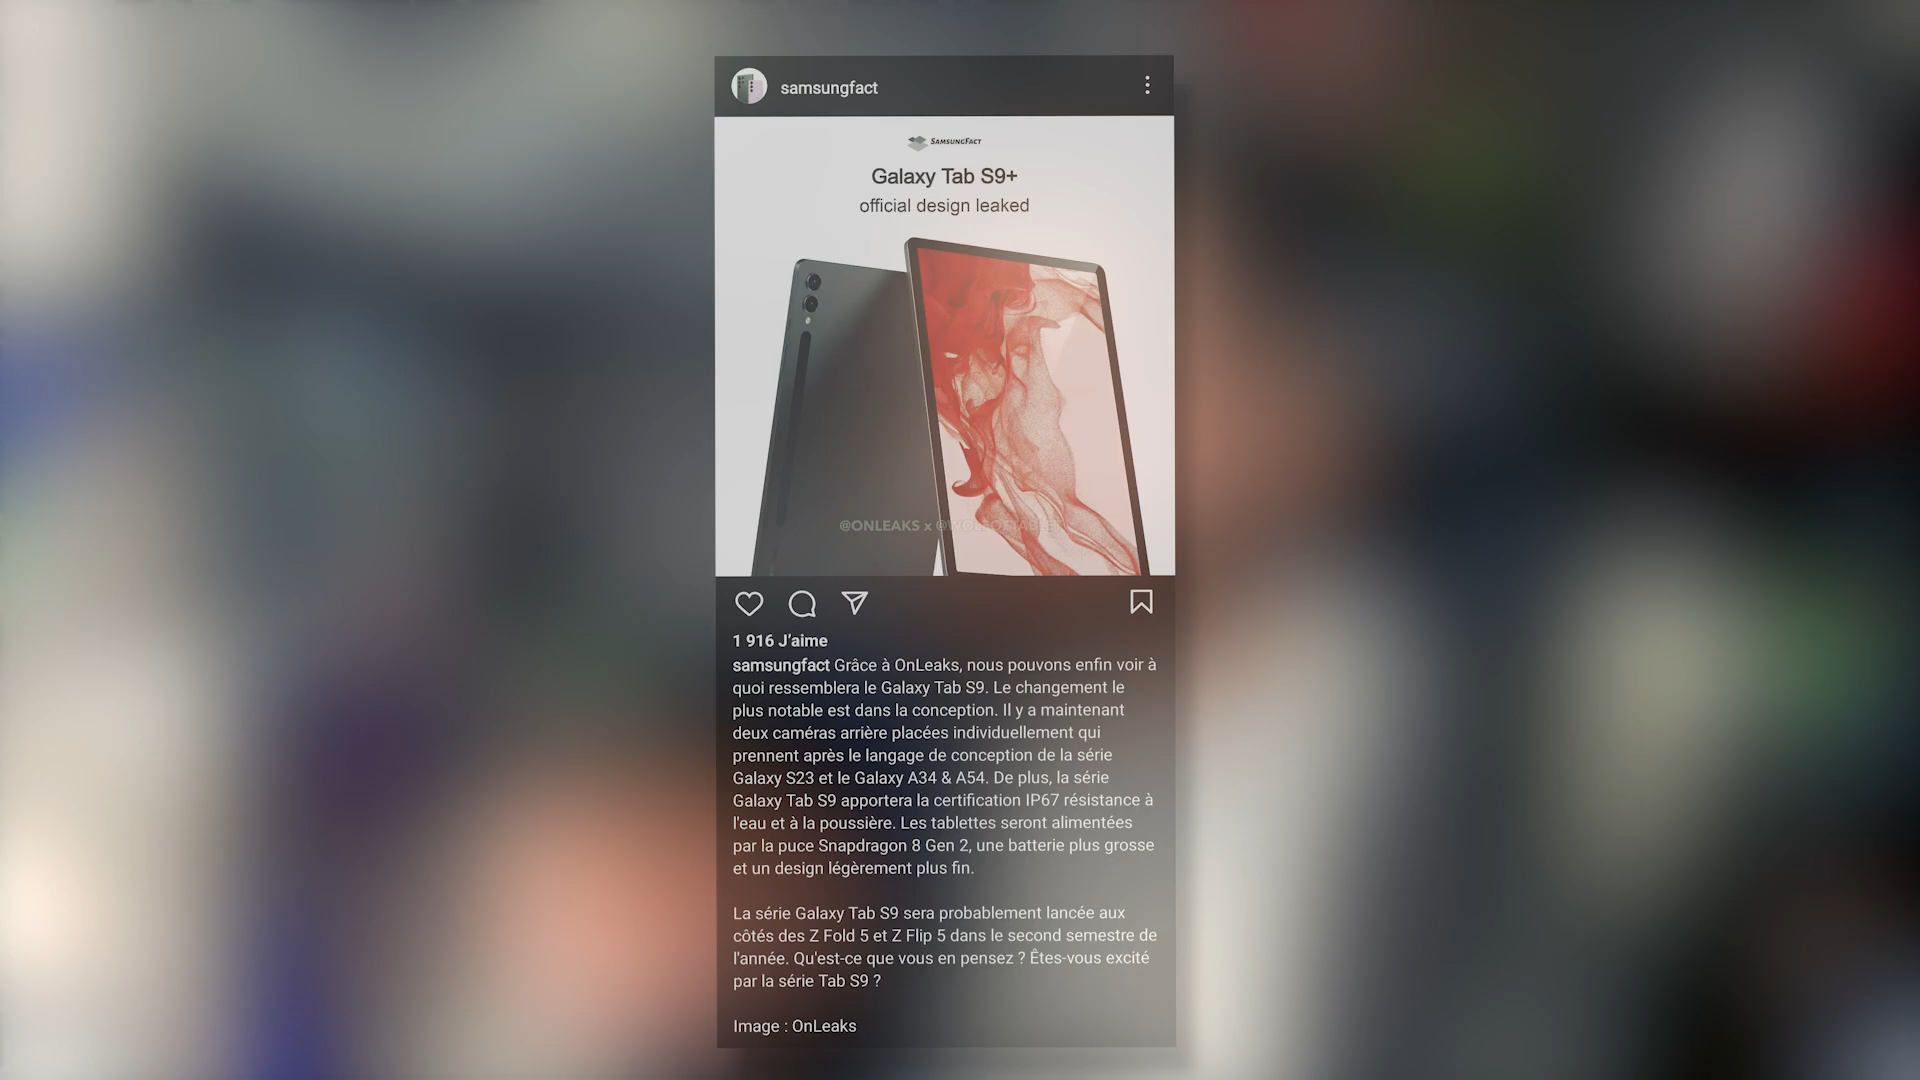 samsungfact
SAMSUNGFACT
Galaxy Tab S9+
official design leaked
@ONLEAKS x
1 916 J'aime
samsungfact Grâce à OnLeaks, nous pouvons enfin voir à
quoi ressemblera le Galaxy Tab S9. Le changement le
plus notable est dans la conception. Il y a maintenant
deux caméras arrière placées individuellement qui
prennent après le langage de conception de la série
Galaxy S23 et le Galaxy A34 & A54. De plus, la série
Galaxy Tab S9 apportera la certification IP67 résistance à
l'eau et à la poussière. Les tablettes seront alimentées
par la puce Snapdragon 8 Gen 2, une batterie plus grosse
et un design légèrement plus fin.
La série Galaxy Tab S9 sera probablement lancée aux
côtés des Z Fold 5 et Z Flip 5 dans le second semestre de
l'année. Qu'est-ce que vous en pensez ? Êtes-vous excité
par la série Tab S9 ?
Image : OnLeaks